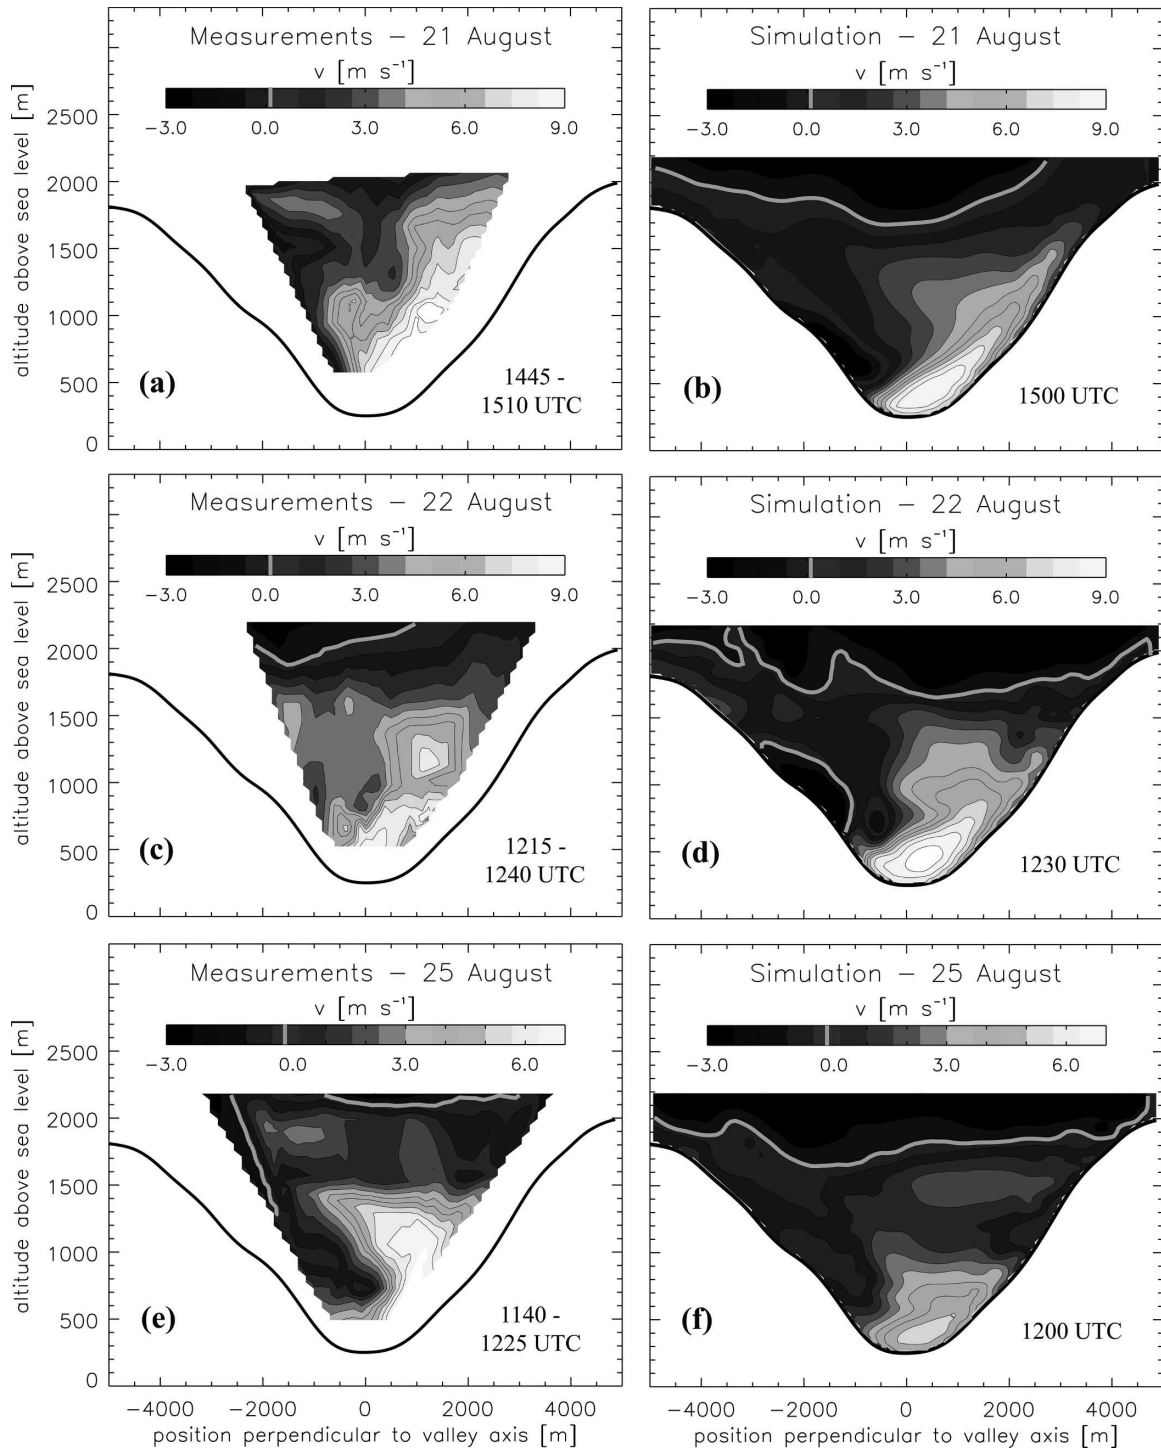 Measurements – 21 August
v [m s⁻¹]
-3.0 0.0 3.0 6.0 9.0
altitude above sea level [m]
2500
2000
1500
1000
500
0
(a)
1445 -
1510 UTC
Simulation – 21 August
v [m s⁻¹]
-3.0 0.0 3.0 6.0 9.0
(b)
1500 UTC
Measurements – 22 August
v [m s⁻¹]
-3.0 0.0 3.0 6.0 9.0
altitude above sea level [m]
2500
2000
1500
1000
500
0
(c)
1215 -
1240 UTC
Simulation – 22 August
v [m s⁻¹]
-3.0 0.0 3.0 6.0 9.0
(d)
1230 UTC
Measurements – 25 August
v [m s⁻¹]
-3.0 0.0 3.0 6.0
altitude above sea level [m]
2500
2000
1500
1000
500
0
(e)
1140 -
1225 UTC
-4000 -2000 0 2000 4000
position perpendicular to valley axis [m]
Simulation – 25 August
v [m s⁻¹]
-3.0 0.0 3.0 6.0
(f)
1200 UTC
-4000 -2000 0 2000 4000
position perpendicular to valley axis [m]